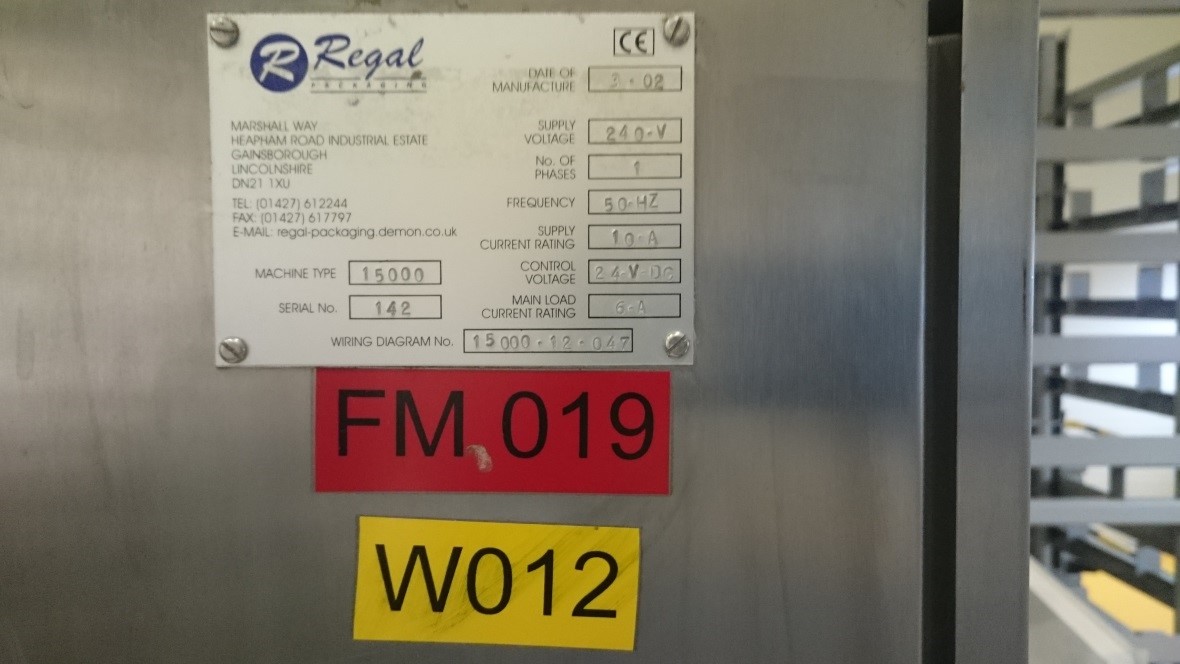 R Regal
PACKAGING
CE
MARSHALL WAY
HEAPHAM ROAD INDUSTRIAL ESTATE
GAINSBOROUGH
LINCOLNSHIRE
DN21 1XU
TEL: (01427) 612244
FAX: (01427) 617797
E-MAIL: regal-packaging.demon.co.uk
MACHINE TYPE 15000
SERIAL No. 142
DATE OF
MANUFACTURE 3·02
SUPPLY
VOLTAGE 240-V
No. OF
PHASES 1
FREQUENCY 50-HZ
SUPPLY
CURRENT RATING 10-A
CONTROL
VOLTAGE 24-V-DC
MAIN LOAD
CURRENT RATING 6-A
WIRING DIAGRAM No. 15000-12-047
FM 019
W012